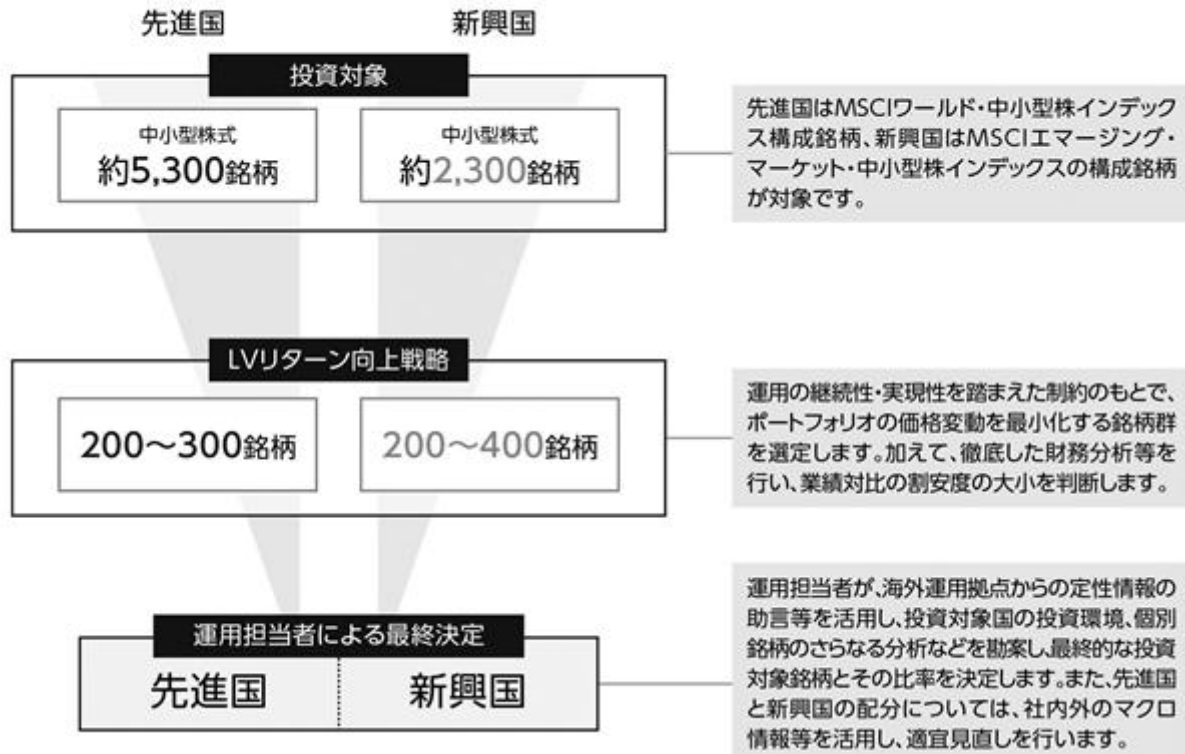 先進国
新興国
投資対象
中小型株式
約5,300銘柄
中小型株式
約2,300銘柄
先進国はMSCIワールド・中小型株インデック
ス構成銘柄、新興国はMSCIエマージング・
マーケット・中小型株インデックスの構成銘柄
が対象です。
LVリターン向上戦略
200～300銘柄
200～400銘柄
運用の継続性・実現性を踏まえた制約のもとで、
ポートフォリオの価格変動を最小化する銘柄群
を選定します。加えて、徹底した財務分析等を
行い、業績対比の割安度の大小を判断します。
運用担当者による最終決定
先進国
新興国
運用担当者が、海外運用拠点からの定性情報の
助言等を活用し、投資対象国の投資環境、個別
銘柄のさらなる分析などを勘案し、最終的な投資
対象銘柄とその比率を決定します。また、先進国
と新興国の配分については、社内外のマクロ
情報等を活用し、適宜見直しを行います。